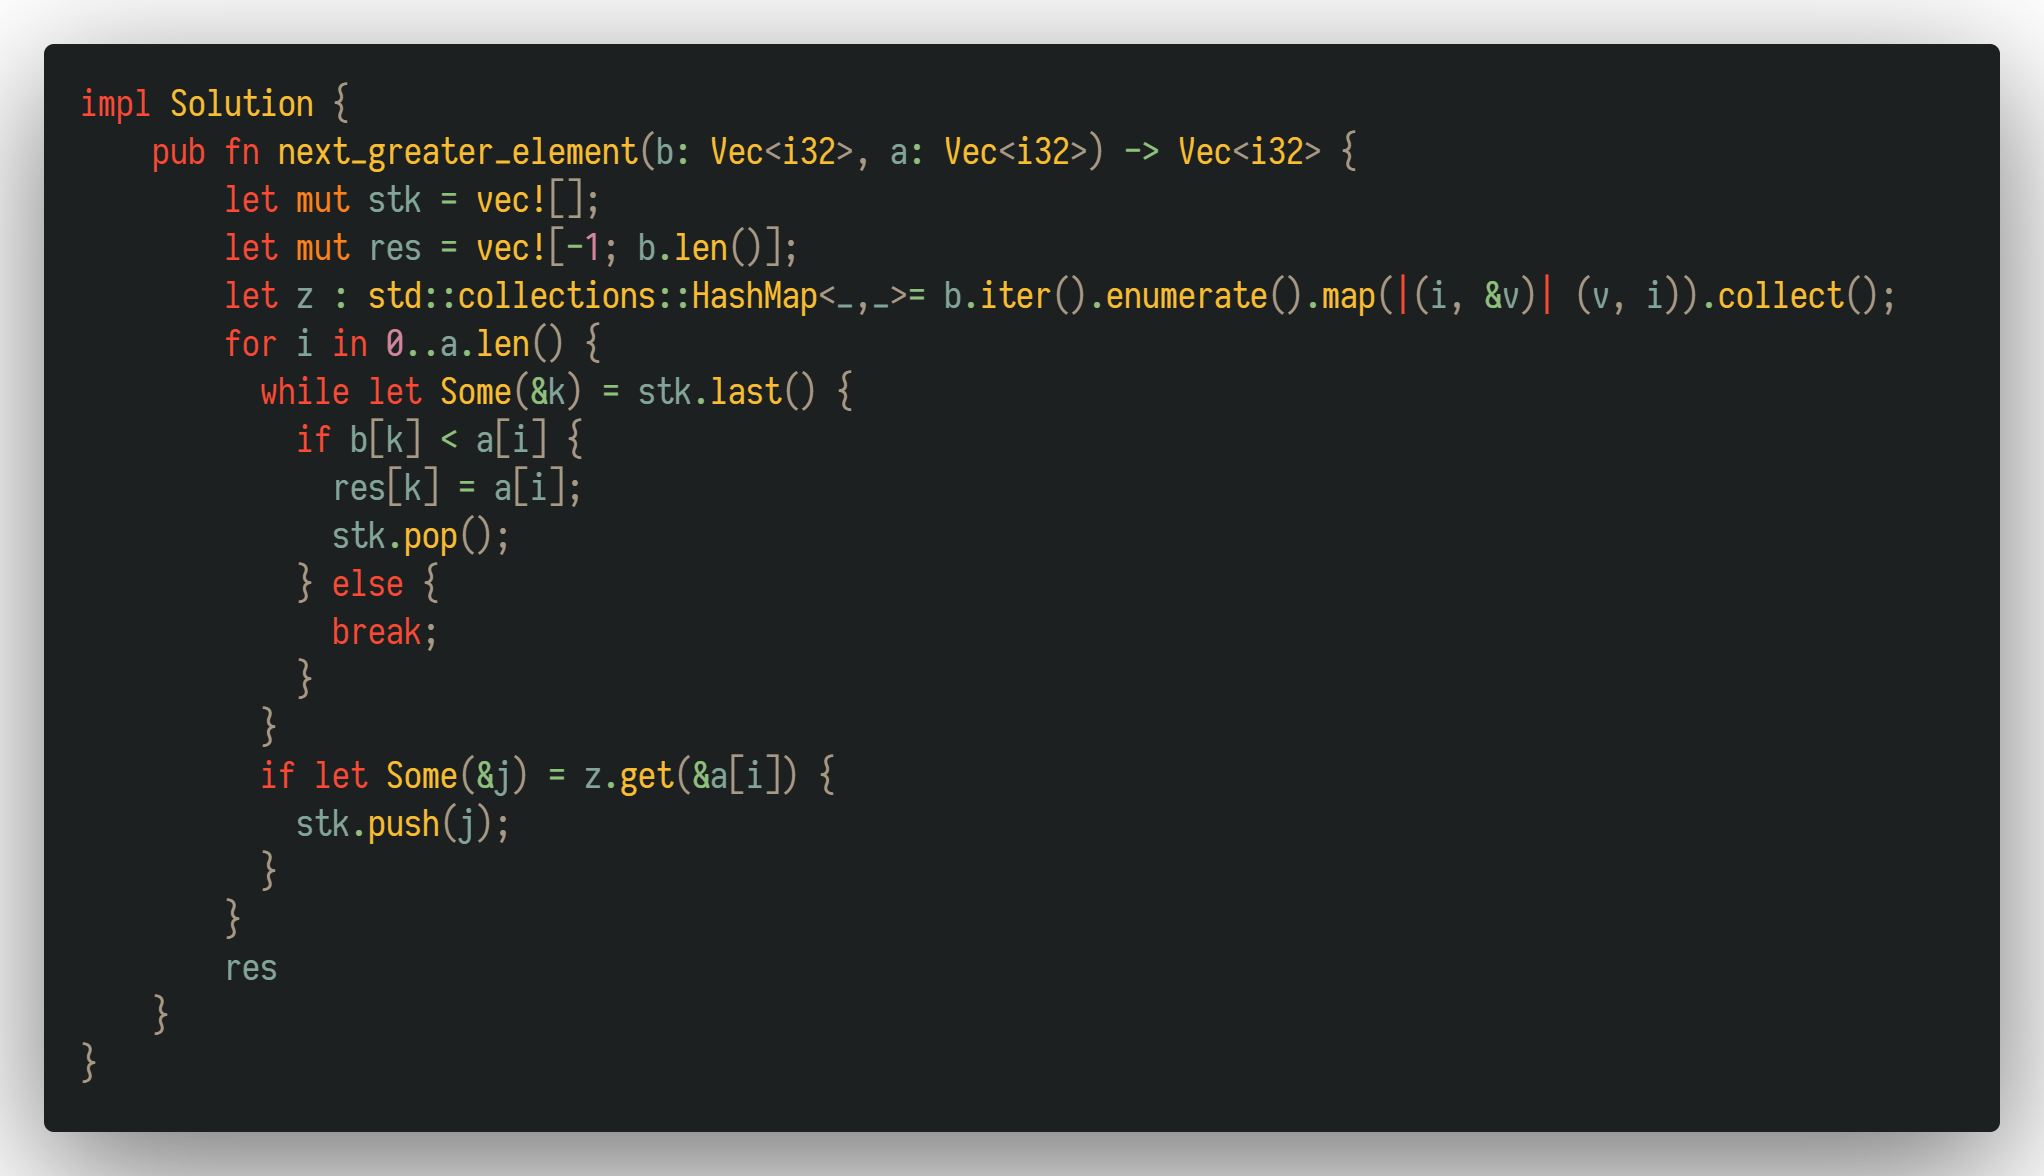 impl Solution {
    pub fn next_greater_element(b: Vec<i32>, a: Vec<i32>) -> Vec<i32> {
        let mut stk = vec![];
        let mut res = vec![-1; b.len()];
        let z : std::collections::HashMap<_,_>= b.iter().enumerate().map(|(i, &v)| (v, i)).collect();
        for i in 0..a.len() {
          while let Some(&k) = stk.last() {
            if b[k] < a[i] {
              res[k] = a[i];
              stk.pop();
            } else {
              break;
            }
          }
          if let Some(&j) = z.get(&a[i]) {
            stk.push(j);
          }
        }
        res
    }
}